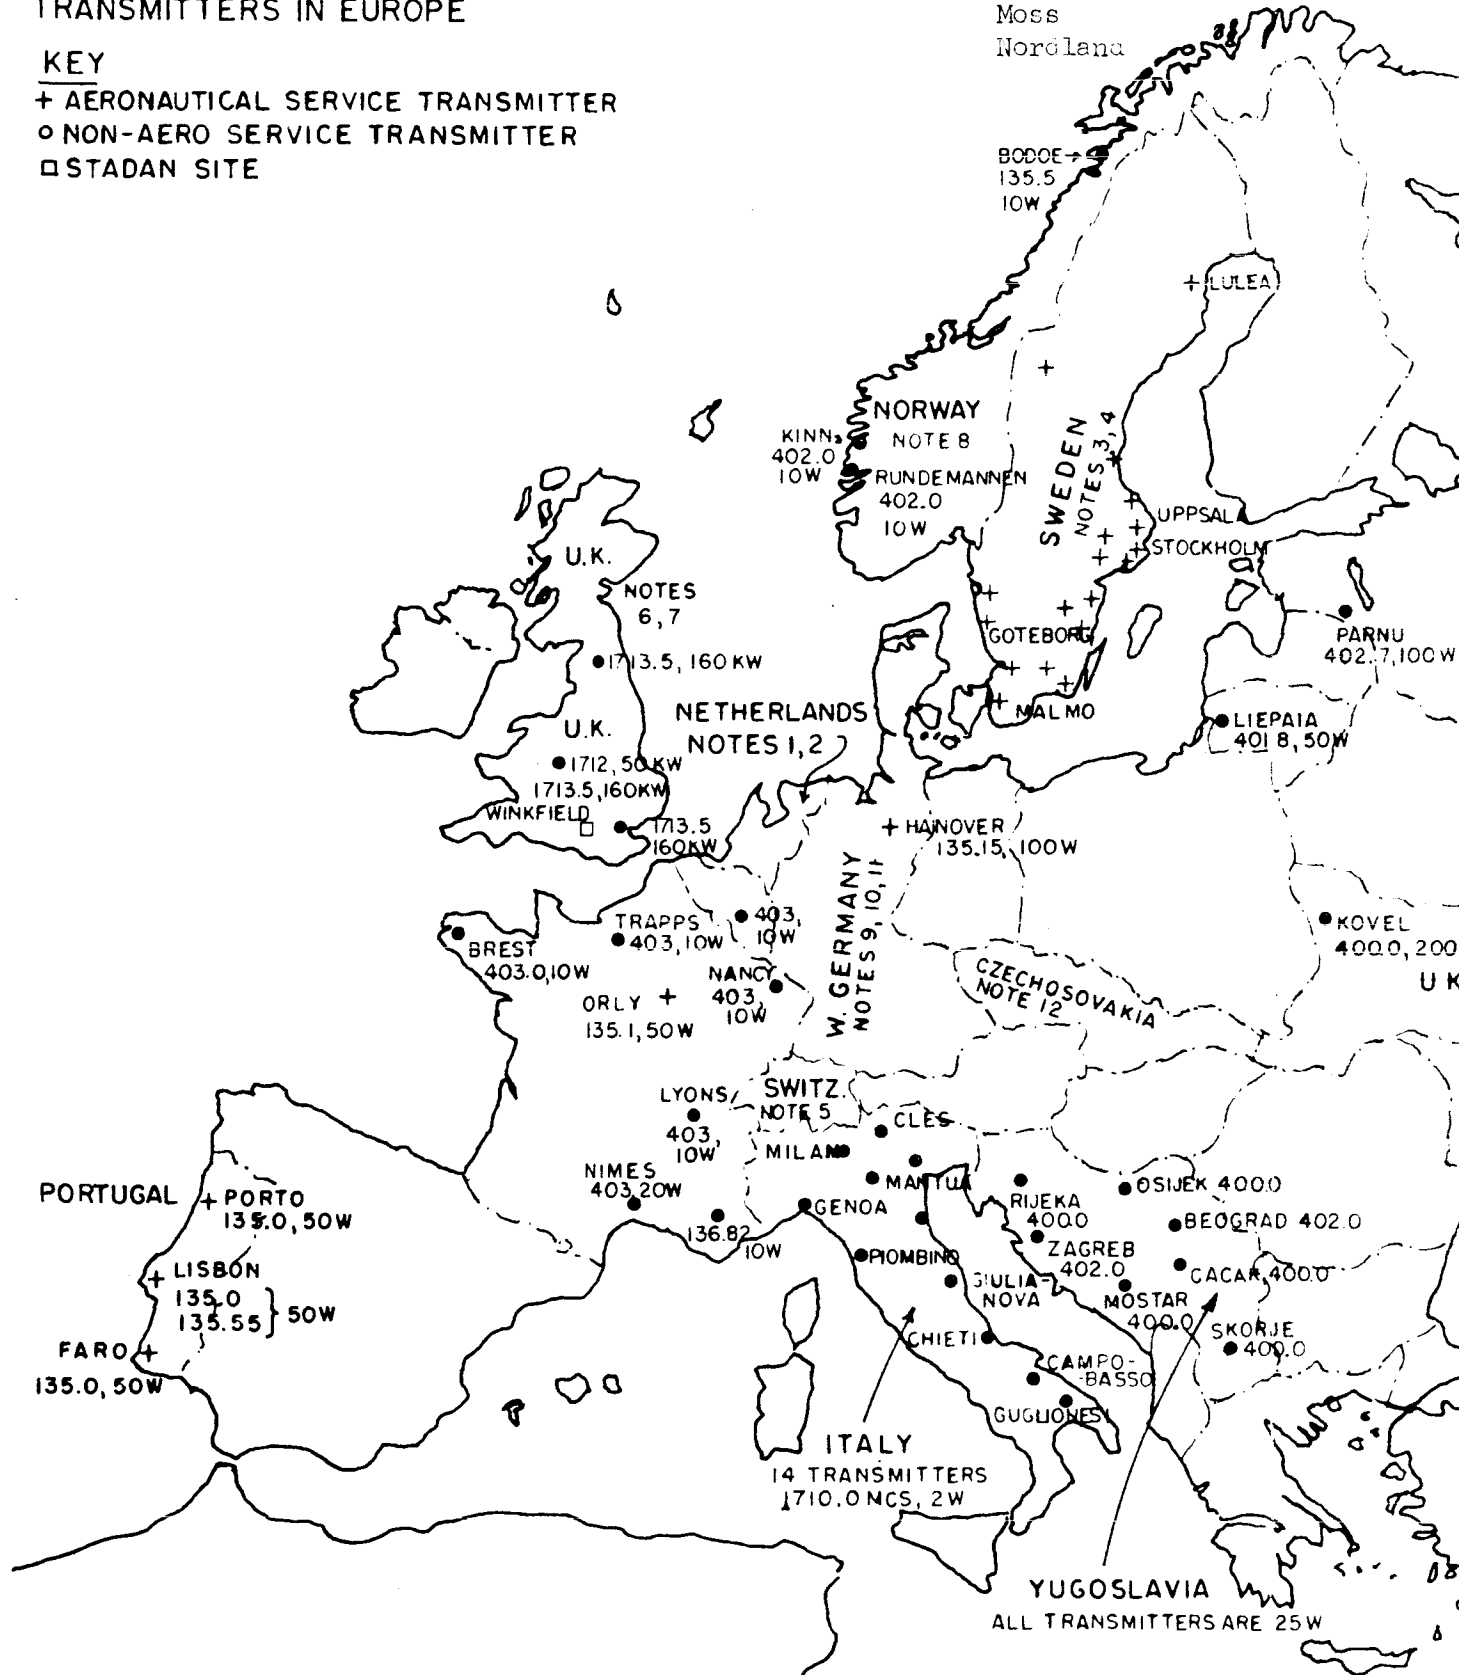 TRANSMITTERS IN EUROPE
KEY
+ AERONAUTICAL SERVICE TRANSMITTER
o NON-AERO SERVICE TRANSMITTER
□ STADAN SITE
Moss
Nordland
BODOE
135.5
10W
LULEA
NORWAY
NOTE 8
KINN
402.0
10W
RUNDEMANNEN
402.0
10W
SWEDEN
NOTES 3, 4
UPPSALA
STOCKHOLM
GOTEBORG
MALMO
PARNU
402.7, 100W
LIEPAIA
401 8, 50W
U.K.
NOTES
6, 7
1713.5, 160 KW
U.K.
1712, 50 KW
1713.5, 160KW
WINKFIELD
1713.5
160KW
NETHERLANDS
NOTES 1, 2
HANOVER
135.15, 100W
W. GERMANY
NOTES 9, 10, 11
KOVEL
400.0, 200
UK
CZECHOSOVAKIA
NOTE 12
BREST
403.0, 10W
TRAPPS
403, 10W
403,
10W
NANCY
403,
10W
ORLY
135.1, 50W
LYONS
403,
10W
SWITZ.
NOTE 5
NIMES
403, 20W
136.82
10W
PORTUGAL
PORTO
135.0, 50W
LISBON
135.0
135.55
50W
FARO
135.0, 50W
CLES
MILANO
MANTUA
GENOA
PIOMBINO
GIULIA-
NOVA
CHIETI
CAMPO-
-BASSO
GUGLIONESI
ITALY
14 TRANSMITTERS
1710.0 MCS, 2W
RIJEKA
400.0
OSIJEK 400.0
BEOGRAD 402.0
ZAGREB
402.0
CACAK, 400.0
MOSTAR
400.0
SKORJE
400.0
YUGOSLAVIA
ALL TRANSMITTERS ARE 25W